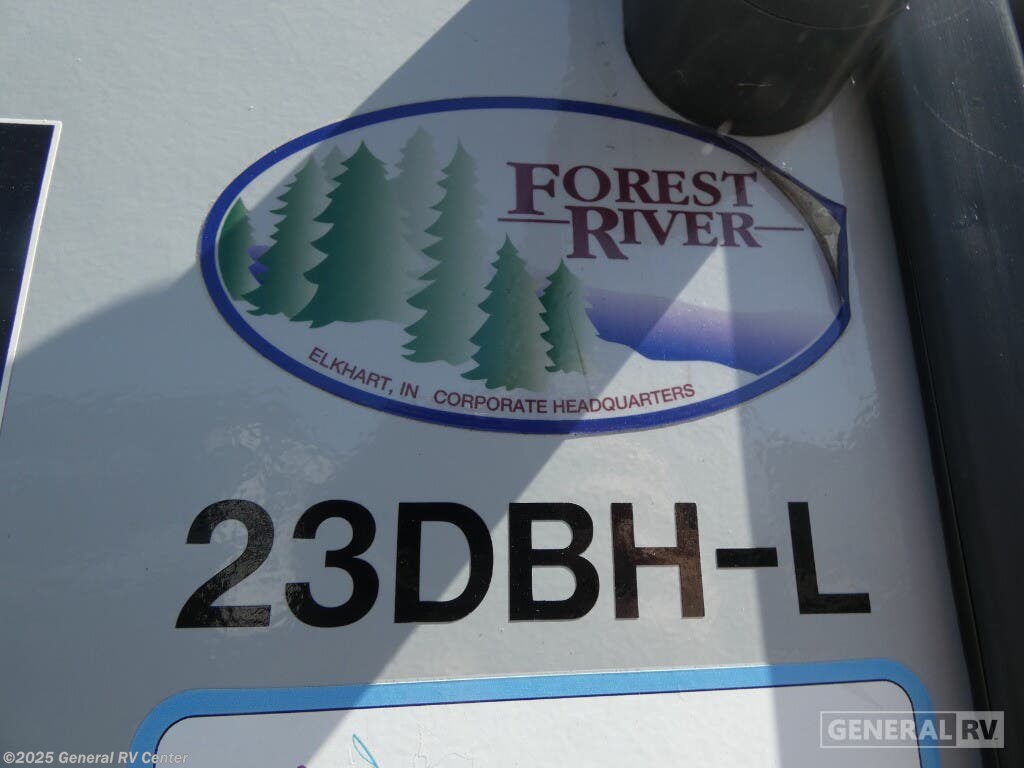 FOREST
RIVER
ELKHART, IN CORPORATE HEADQUARTERS
23DBH-L
GENERAL RV
©2025 General RV Center